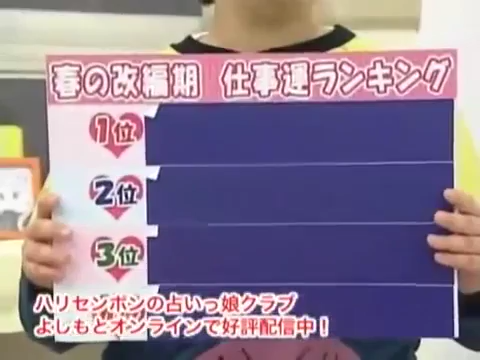 春の改編期 仕事運ランキング
1位
2位
3位
ハリセンボンの占いっ娘クラブ
よしもとオンラインで好評配信中！